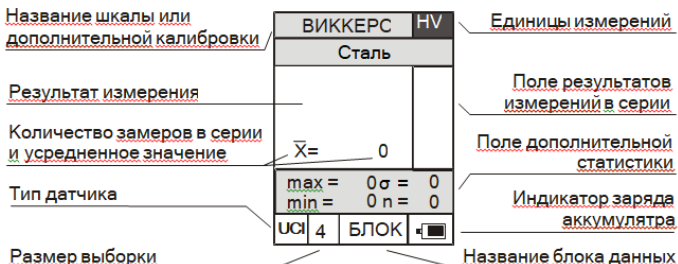 Название шкалы или
дополнительной калибровки
Результат измерения
Количество замеров в серии
и усредненное значение
Тип датчика
Размер выборки
ВИККЕРС HV
Сталь
X̅= 0
max = 0 σ = 0
min = 0 n = 0
UCI 4 БЛОК
Единицы измерений
Поле результатов
измерений в серии
Поле дополнительной
статистики
Индикатор заряда
аккумулятра
Название блока данных